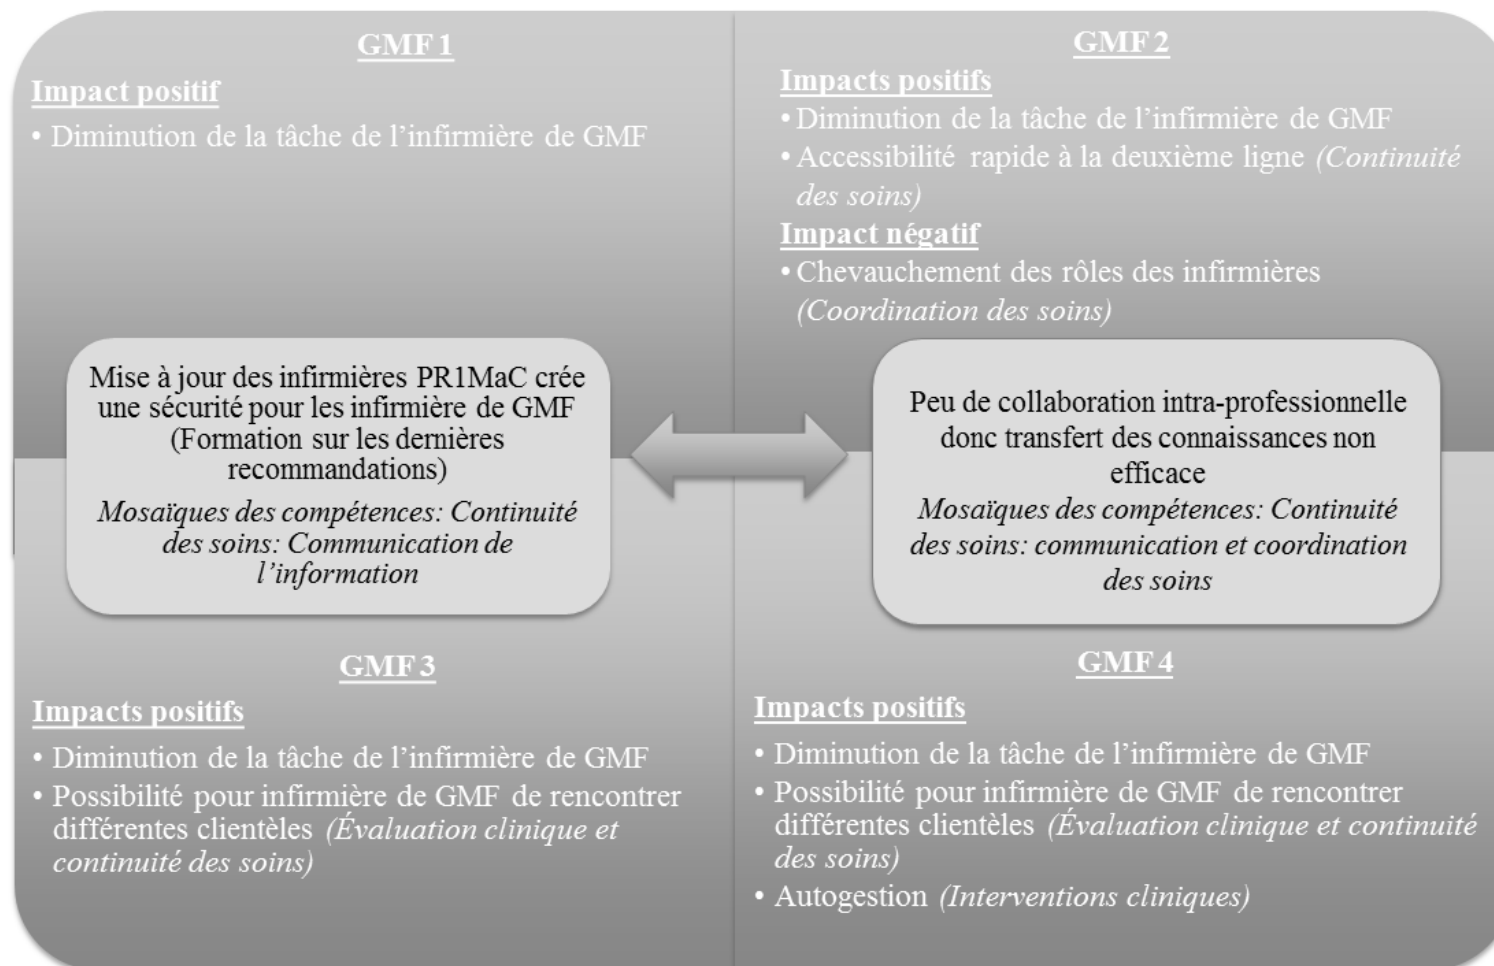 GMF 1
Impact positif
• Diminution de la tâche de l'infirmière de GMF
GMF 2
Impacts positifs
• Diminution de la tâche de l'infirmière de GMF
• Accessibilité rapide à la deuxième ligne (Continuité
des soins)
Impact négatif
• Chevauchement des rôles des infirmières
(Coordination des soins)
Mise à jour des infirmières PR1MaC crée
une sécurité pour les infirmière de GMF
(Formation sur les dernières
recommandations)
Mosaïques des compétences: Continuité
des soins: Communication de
l'information
Peu de collaboration intra-professionnelle
donc transfert des connaissances non
efficace
Mosaïques des compétences: Continuité
des soins: communication et coordination
des soins
GMF 3
Impacts positifs
• Diminution de la tâche de l'infirmière de GMF
• Possibilité pour infirmière de GMF de rencontrer
différentes clientèles (Évaluation clinique et
continuité des soins)
GMF 4
Impacts positifs
• Diminution de la tâche de l'infirmière de GMF
• Possibilité pour infirmière de GMF de rencontrer
différentes clientèles (Évaluation clinique et continuité
des soins)
• Autogestion (Interventions cliniques)